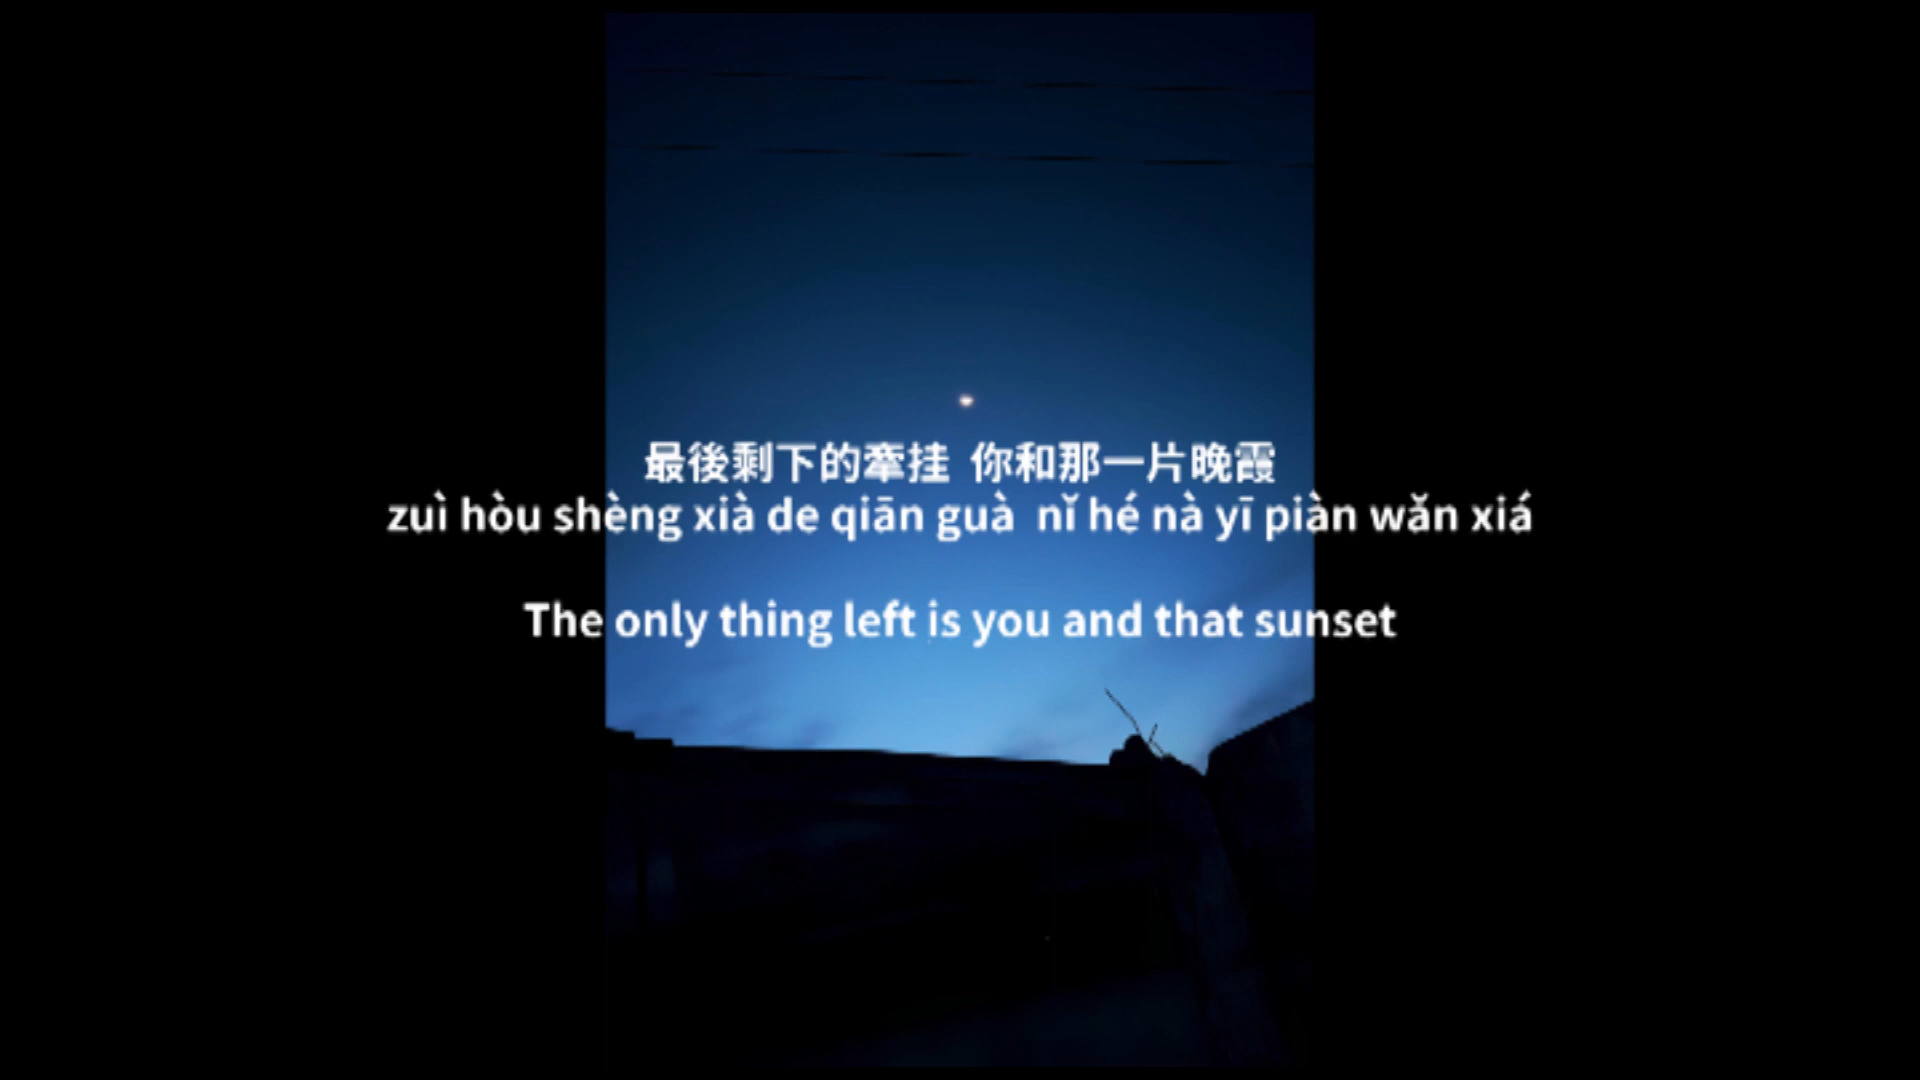 最後剩下的牽挂 你和那一片晚霞
zuì hòu shèng xià de qiān guà nǐ hé nà yī piàn wǎn xiá
The only thing left is you and that sunset